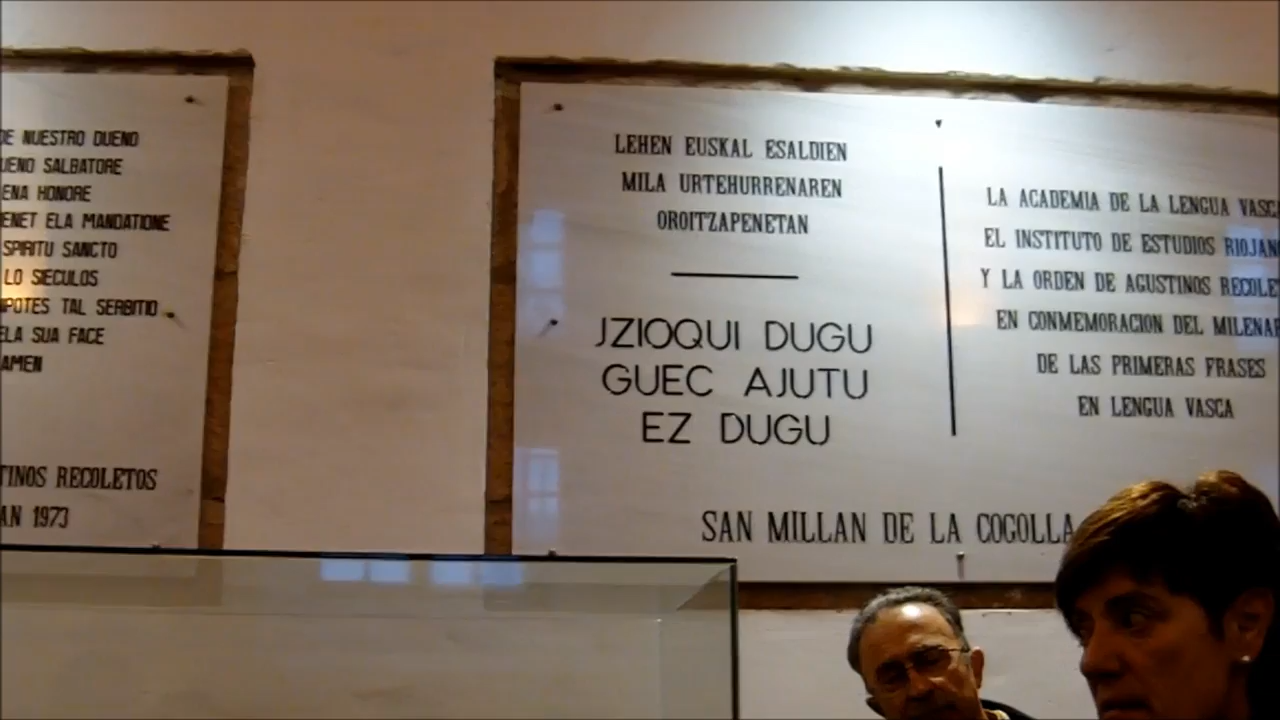 DE NUESTRO DUENO
UENO SALBATORE
ENA HONORE
ENET ELA MANDATIONE
SPIRITU SANCTO
LO SIECULOS
IPOTES TAL SERBITIO
ELA SUA FACE
AMEN
TINOS RECOLETOS
AN 1973
LEHEN EUSKAL ESALDIEN
MILA URTEHURRENAREN
OROITZAPENETAN
JZIOQUI DUGU
GUEC AJUTU
EZ DUGU
LA ACADEMIA DE LA LENGUA VASC
EL INSTITUTO DE ESTUDIOS RIOJAN
Y LA ORDEN DE AGUSTINOS RECOLE
EN CONMEMORACION DEL MILENAR
DE LAS PRIMERAS FRASES
EN LENGUA VASCA
SAN MILLAN DE LA COGOLLA